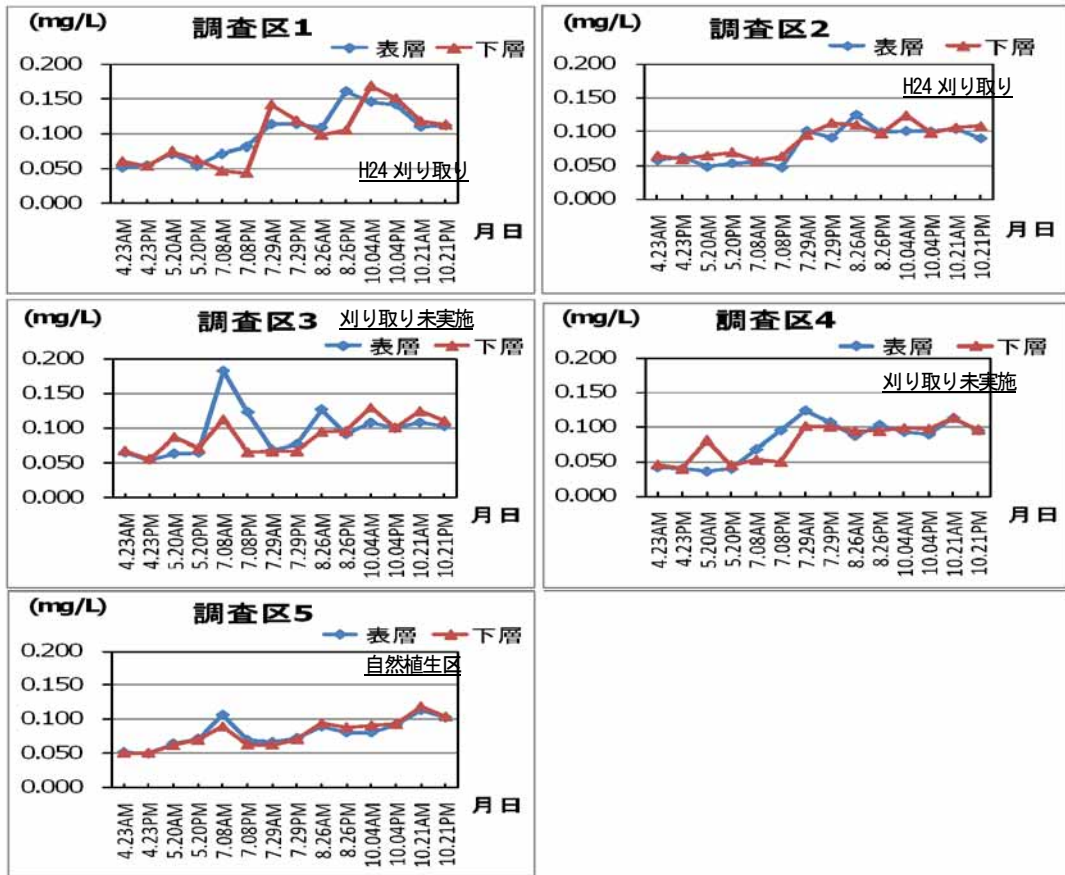 (mg/L)
調査区1
表層 下層
0.200
0.150
0.100
0.050
0.000
H24 刈り取り
4.23AM
4.23PM
5.20AM
5.20PM
7.08AM
7.08PM
7.29AM
7.29PM
8.26AM
8.26PM
10.04AM
10.04PM
10.21AM
10.21PM
月日
(mg/L)
調査区2
表層 下層
H24 刈り取り
0.200
0.150
0.100
0.050
0.000
4.23AM
4.23PM
5.20AM
5.20PM
7.08AM
7.08PM
7.29AM
7.29PM
8.26AM
8.26PM
10.04AM
10.04PM
10.21AM
10.21PM
月日
(mg/L)
調査区3
刈り取り未実施
表層 下層
0.200
0.150
0.100
0.050
0.000
4.23AM
4.23PM
5.20AM
5.20PM
7.08AM
7.08PM
7.29AM
7.29PM
8.26AM
8.26PM
10.04AM
10.04PM
10.21AM
10.21PM
月日
(mg/L)
調査区4
表層 下層
刈り取り未実施
0.200
0.150
0.100
0.050
0.000
4.23AM
4.23PM
5.20AM
5.20PM
7.08AM
7.08PM
7.29AM
7.29PM
8.26AM
8.26PM
10.04AM
10.04PM
10.21AM
10.21PM
月日
(mg/L)
調査区5
表層 下層
自然植生区
0.200
0.150
0.100
0.050
0.000
4.23AM
4.23PM
5.20AM
5.20PM
7.08AM
7.08PM
7.29AM
7.29PM
8.26AM
8.26PM
10.04AM
10.04PM
10.21AM
10.21PM
月日